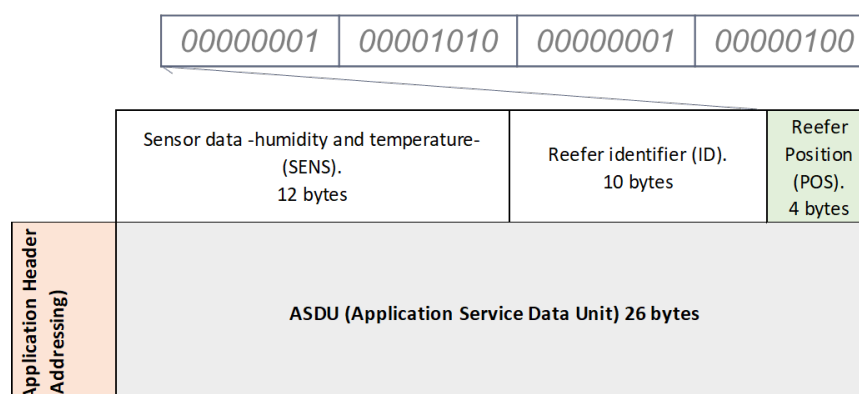 00000001 00001010 00000001 00000100
Sensor data -humidity and temperature-
(SENS).
12 bytes
Reefer identifier (ID).
10 bytes
Reefer
Position
(POS).
4 bytes
Application Header
Addressing)
ASDU (Application Service Data Unit) 26 bytes